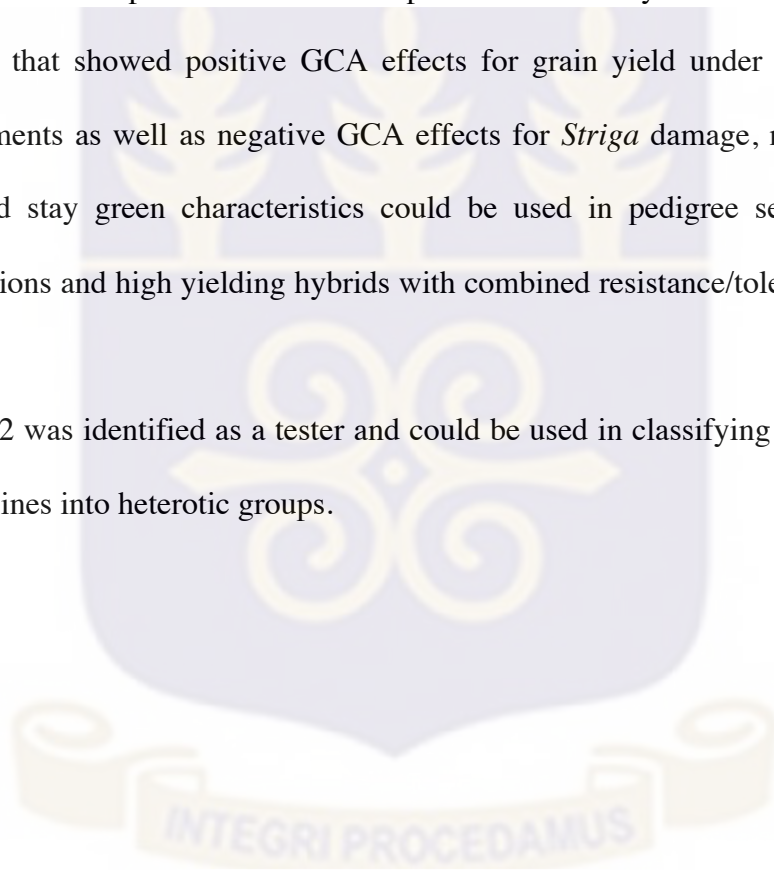 that showed positive GCA effects for grain yield under
ments as well as negative GCA effects for Striga damage,
d stay green characteristics could be used in pedigree se
ions and high yielding hybrids with combined resistance/tole
2 was identified as a tester and could be used in classifying
ines into heterotic groups.
INTEGRI PROCEDAMUS